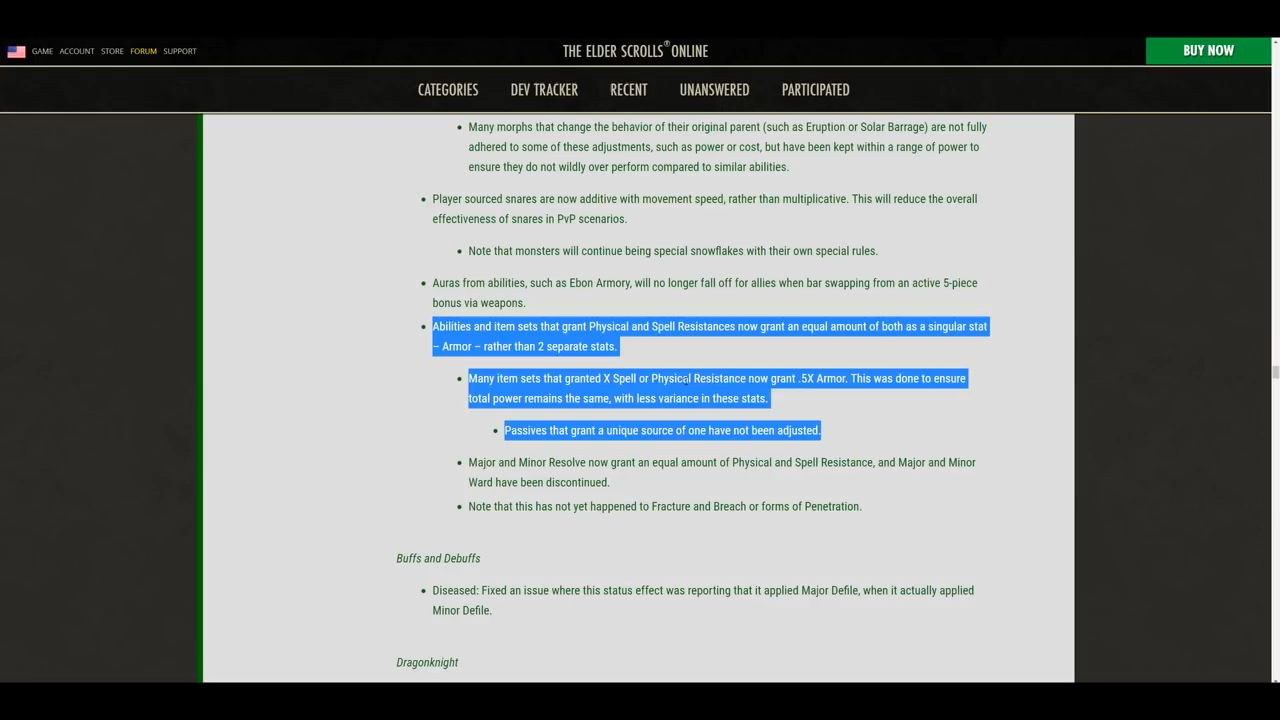 GAME ACCOUNT STORE FORUM SUPPORT
THE ELDER SCROLLS® ONLINE
BUY NOW
CATEGORIES DEV TRACKER RECENT UNANSWERED PARTICIPATED
• Many morphs that change the behavior of their original parent (such as Eruption or Solar Barrage) are not fully
adhered to some of these adjustments, such as power or cost, but have been kept within a range of power to
ensure they do not wildly over perform compared to similar abilities.
• Player sourced snares are now additive with movement speed, rather than multiplicative. This will reduce the overall
effectiveness of snares in PvP scenarios.
• Note that monsters will continue being special snowflakes with their own special rules.
• Auras from abilities, such as Ebon Armory, will no longer fall off for allies when bar swapping from an active 5-piece
bonus via weapons.
• Abilities and item sets that grant Physical and Spell Resistances now grant an equal amount of both as a singular stat
– Armor – rather than 2 separate stats.
• Many item sets that granted X Spell or Physical Resistance now grant .5X Armor. This was done to ensure
total power remains the same, with less variance in these stats.
• Passives that grant a unique source of one have not been adjusted.
• Major and Minor Resolve now grant an equal amount of Physical and Spell Resistance, and Major and Minor
Ward have been discontinued.
• Note that this has not yet happened to Fracture and Breach or forms of Penetration.
Buffs and Debuffs
• Diseased: Fixed an issue where this status effect was reporting that it applied Major Defile, when it actually applied
Minor Defile.
Dragonknight